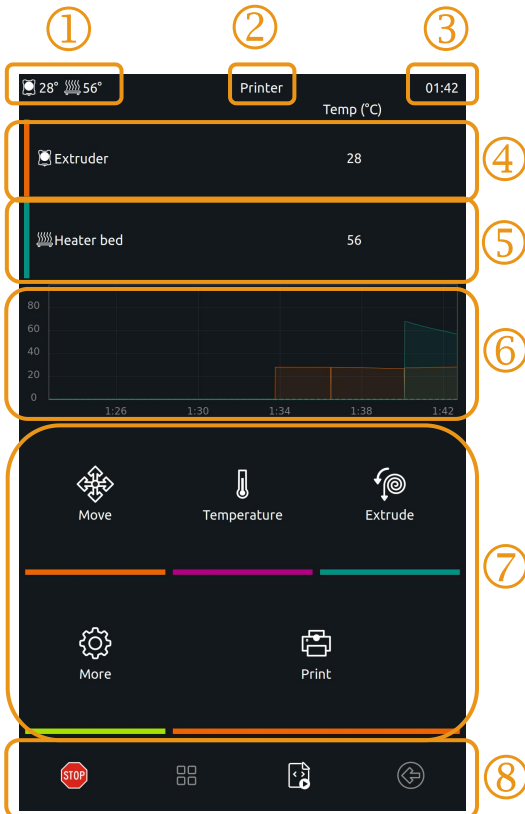 ① ② ③
28° 56° Printer 01:42
Temp (°C)
Extruder 28 ④
Heater bed 56 ⑤
80
60
40 ⑥
20
0
1:26 1:30 1:34 1:38 1:42
Move Temperature Extrude
⑦
More Print
STOP ⑧